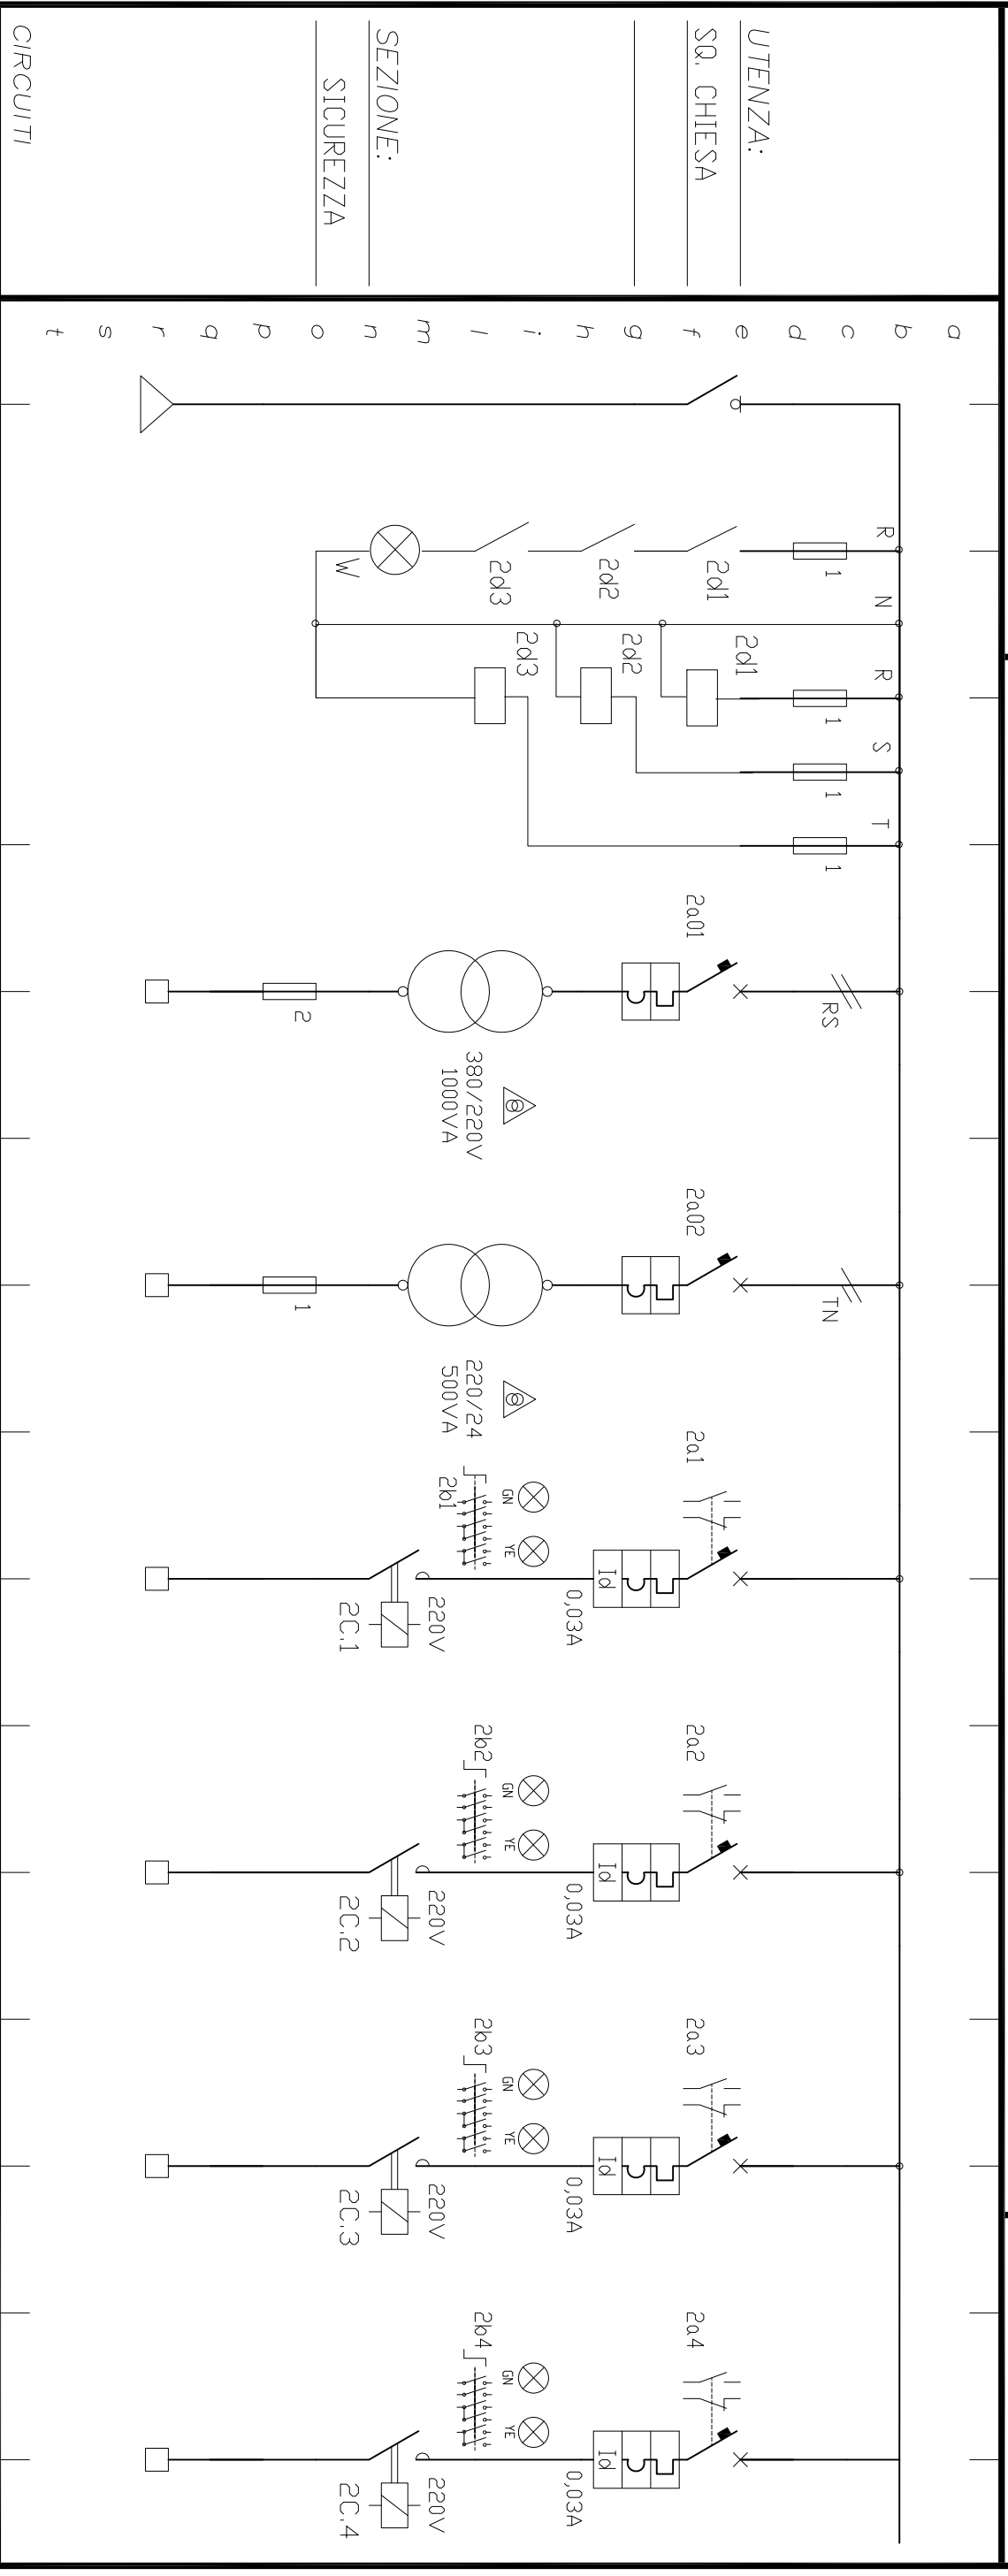 UTENZA:
SQ. CHIESA
SEZIONE:
SICUREZZA
CIRCUITI
a
b
c
d
e
f
g
h
i
l
m
n
o
p
q
r
s
t
R
N
R
S
T
1
1
1
1
2d1
2d2
2d3
W
2d1
2d2
2d3
RS
2a01
380/220V
1000VA
2
TN
2a02
220/24
500VA
1
2a1
0,03A
Id
GN
YE
2b1
220V
2C.1
2a2
0,03A
Id
GN
YE
2b2
220V
2C.2
2a3
0,03A
Id
GN
YE
2b3
220V
2C.3
2a4
0,03A
Id
GN
YE
2b4
220V
2C.4